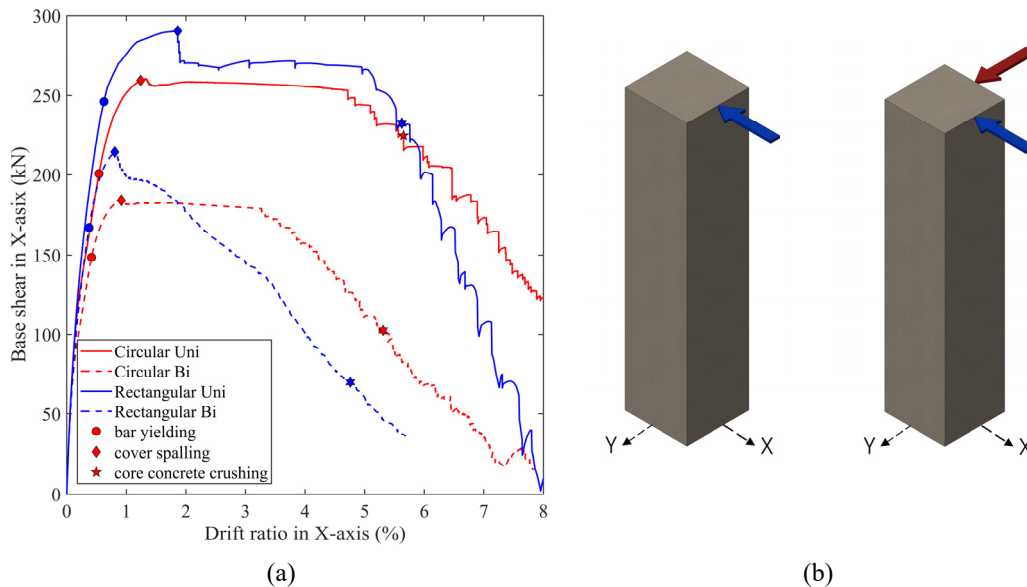 300
250
200
150
100
50
0
Base shear in X-asix (kN)
Circular Uni
Circular Bi
Rectangular Uni
Rectangular Bi
bar yielding
cover spalling
core concrete crushing
0 1 2 3 4 5 6 7 8
Drift ratio in X-axis (%)
(a)
Y X
Y X
(b)